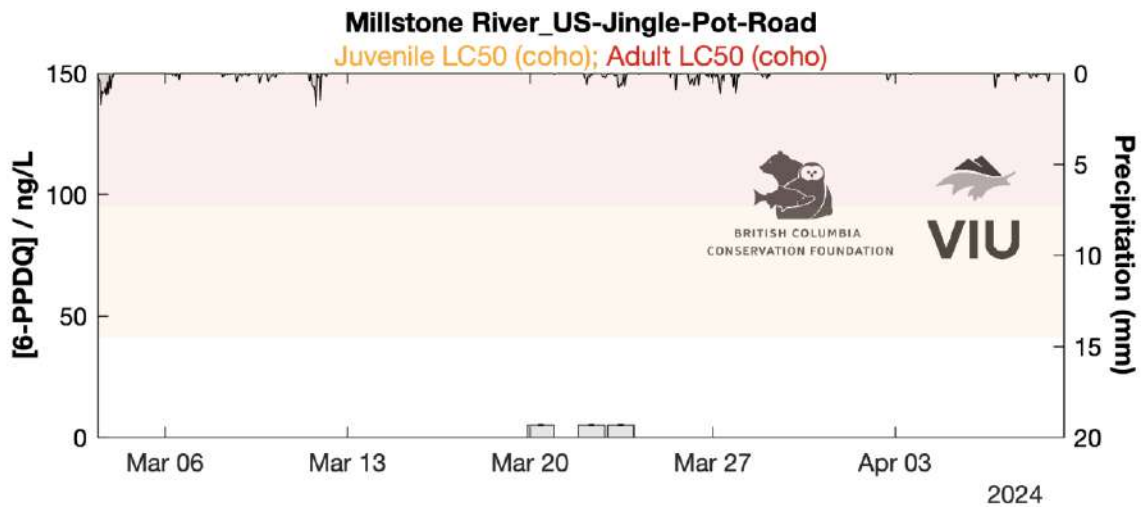 Millstone River_US-Jingle-Pot-Road
Juvenile LC50 (coho); Adult LC50 (coho)
[6-PPDQ] / ng/L
150
100
50
0
0
5
10
15
20
Precipitation (mm)
BRITISH COLUMBIA
CONSERVATION FOUNDATION
VIU
Mar 06
Mar 13
Mar 20
Mar 27
Apr 03
2024